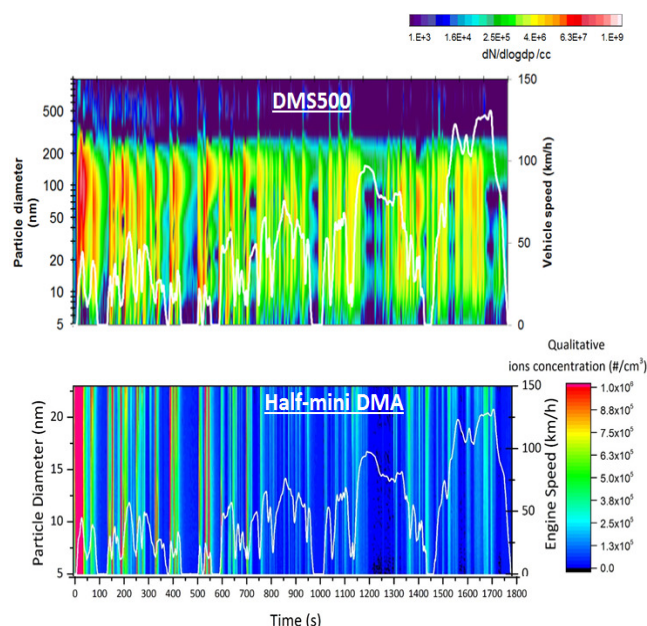 1.E+3 1.6E+4 2.5E+5 4.E+6 6.3E+7 1.E+9
dN/dlogdp/cc
DMS500
Particle diameter
(nm)
500
200
100
50
20
10
5
150
100
50
0
Vehicle speed (km/h)
Qualitative
ions concentration (#/cm³)
Half-mini DMA
Particle Diameter (nm)
20
15
10
5
150
100
50
0
Engine Speed (km/h)
1.0x10⁶
8.8x10⁵
7.5x10⁵
6.3x10⁵
5.0x10⁵
3.8x10⁵
2.5x10⁵
1.3x10⁵
0.0
0 100 200 300 400 500 600 700 800 900 1000 1100 1200 1300 1400 1500 1600 1700 1800
Time (s)